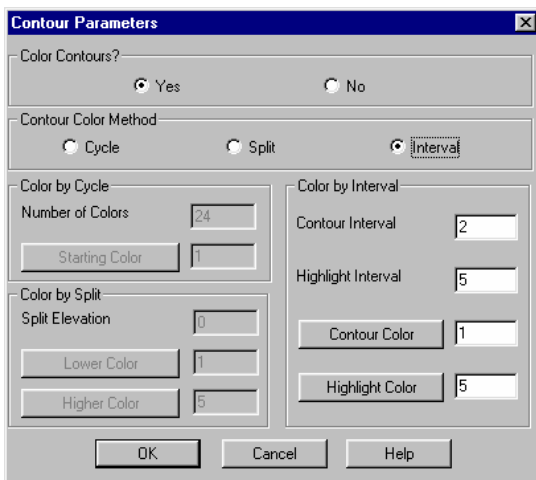 Contour Parameters
Color Contours?
Yes No
Contour Color Method
Cycle Split Interval
Color by Cycle
Number of Colors 24
Starting Color 1
Color by Split
Split Elevation 0
Lower Color 1
Higher Color 5
Color by Interval
Contour Interval 2
Highlight Interval 5
Contour Color 1
Highlight Color 5
OK Cancel Help